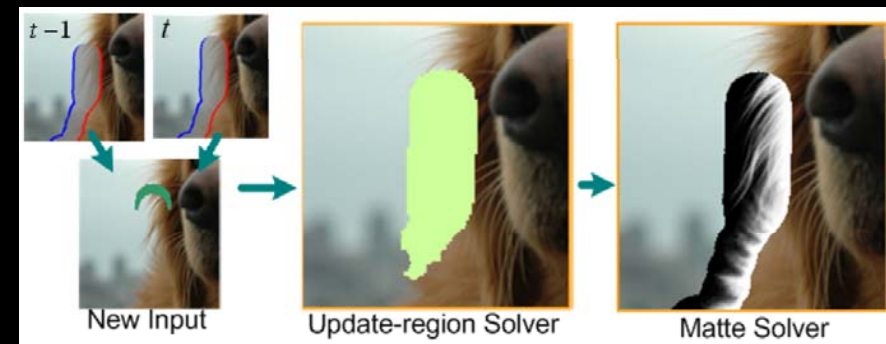 t-1
t
New Input
Update-region Solver
Matte Solver